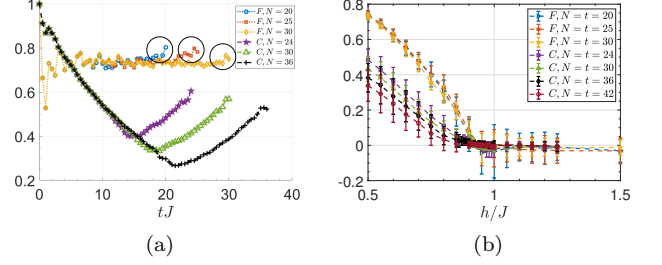 1
0.8
0.6
0.4
0.2
0
10
20
30
40
tJ
F, N = 20
F, N = 25
F, N = 30
C, N = 24
C, N = 30
C, N = 36
(a)
0.8
0.6
0.4
0.2
0
-0.2
0.5
1
1.5
h/J
F, N = t = 20
F, N = t = 25
F, N = t = 30
C, N = t = 24
C, N = t = 30
C, N = t = 36
C, N = t = 42
(b)